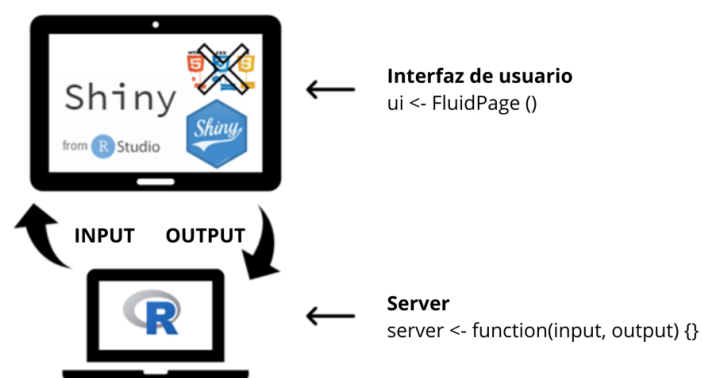 Shiny
from R Studio
Shiny
Interfaz de usuario
ui <- FluidPage ()
INPUT OUTPUT
R
Server
server <- function(input, output) {}